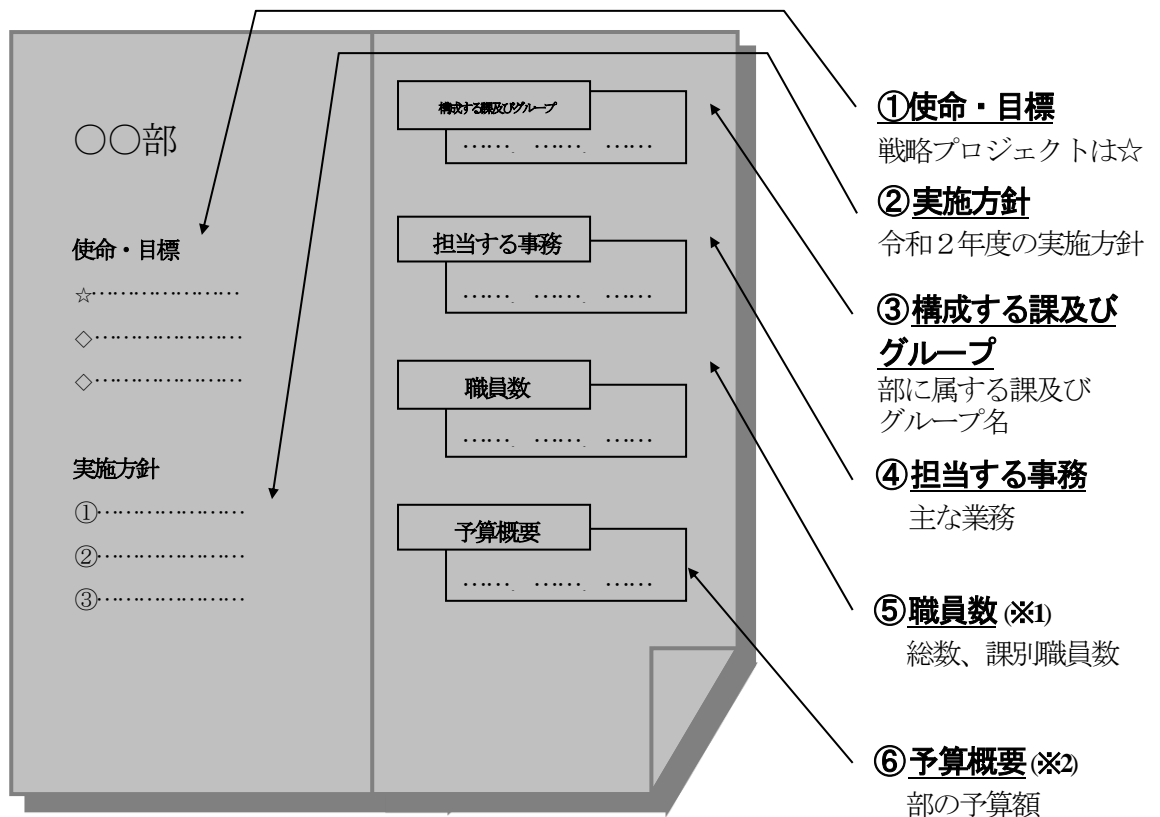 〇〇部
使命・目標
☆…………………
◇…………………
◇…………………
実施方針
①…………………
②…………………
③…………………
構成する課及びグループ
……. ……. ……
担当する事務
……. ……. ……
職員数
……. ……. ……
予算概要
……. ……. ……
①使命・目標
戦略プロジェクトは☆
②実施方針
令和２年度の実施方針
③構成する課及び
グループ
部に属する課及び
グループ名
④担当する事務
主な業務
⑤職員数(※1)
総数、課別職員数
⑥予算概要(※2)
部の予算額